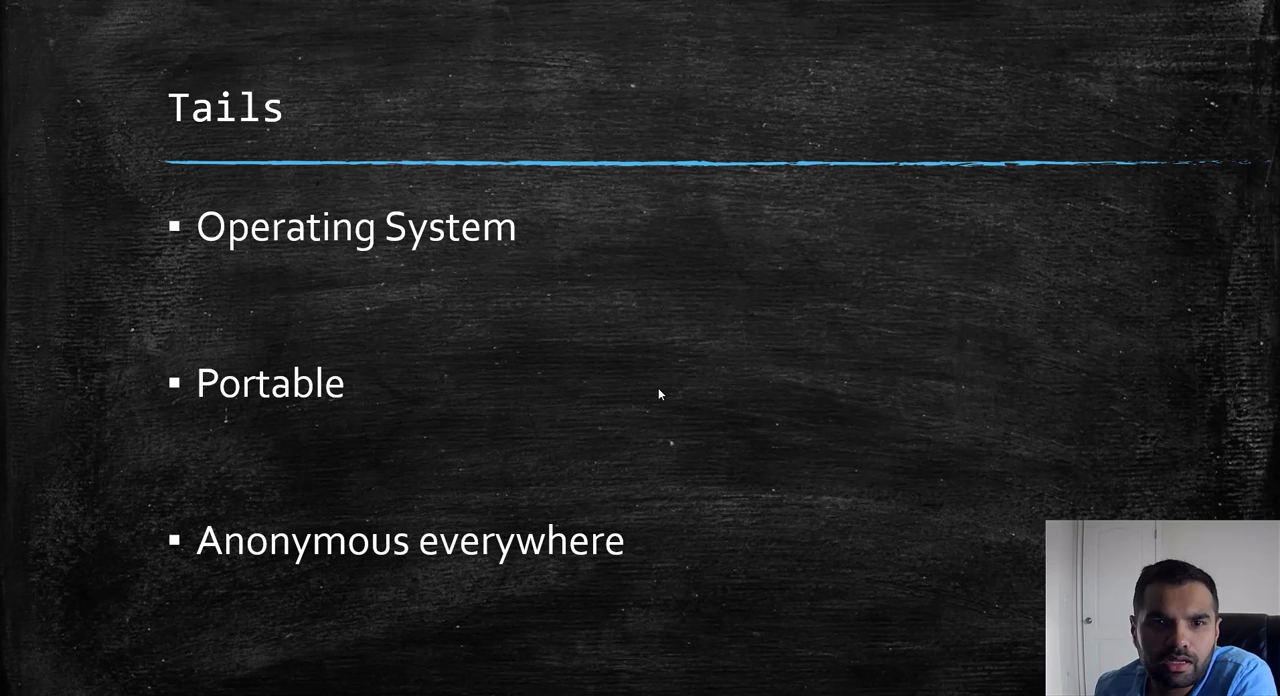 Tails
▪ Operating System
▪ Portable
▪ Anonymous everywhere